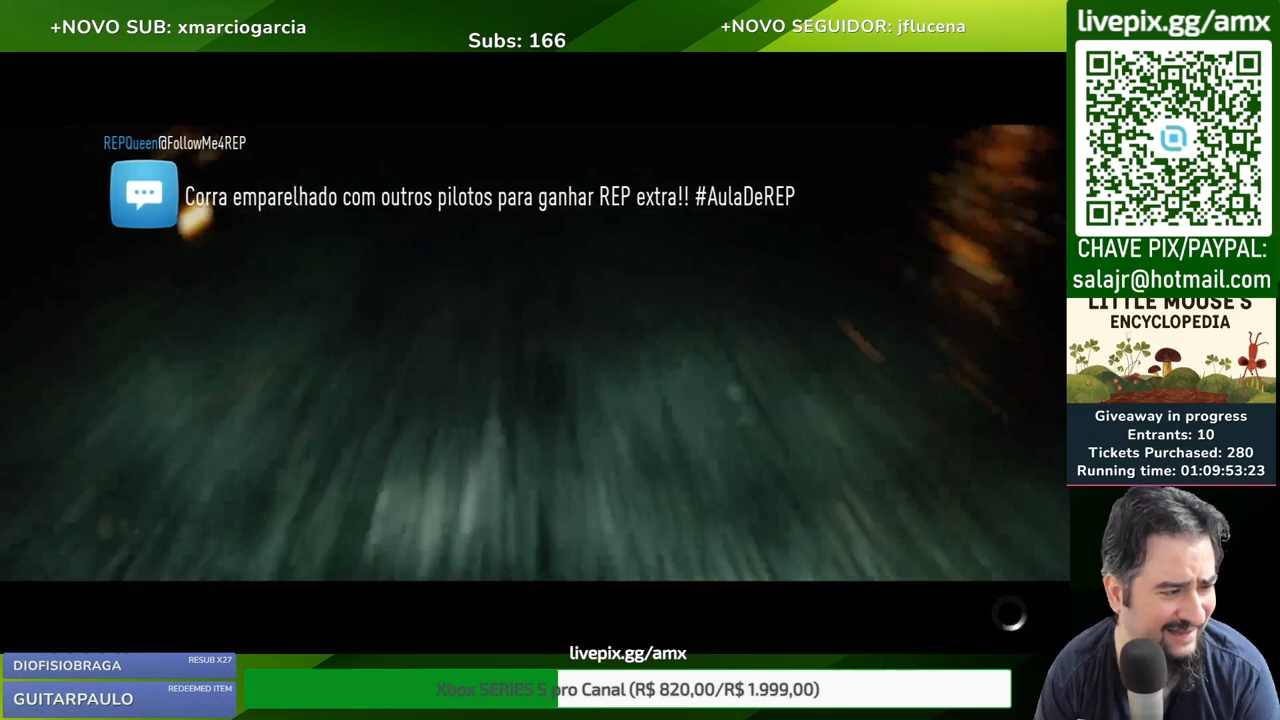 +NOVO SUB: xmarciogarcia
Subs: 166
+NOVO SEGUIDOR: jflucena
livepix.gg/amx
REPQueen@FollowMe4REP
Corra emparelhado com outros pilotos para ganhar REP extra!! #AulaDeREP
CHAVE PIX/PAYPAL:
salajr@hotmail.com
LITTLE MOUSE'S
ENCYCLOPEDIA
Giveaway in progress
Entrants: 10
Tickets Purchased: 280
Running time: 01:09:53:23
livepix.gg/amx
DIOFISIOBRAGA
RESUB X27
GUITARPAULO
REDEEMED ITEM
Xbox SERIES S pro Canal (R$ 820,00/R$ 1.999,00)